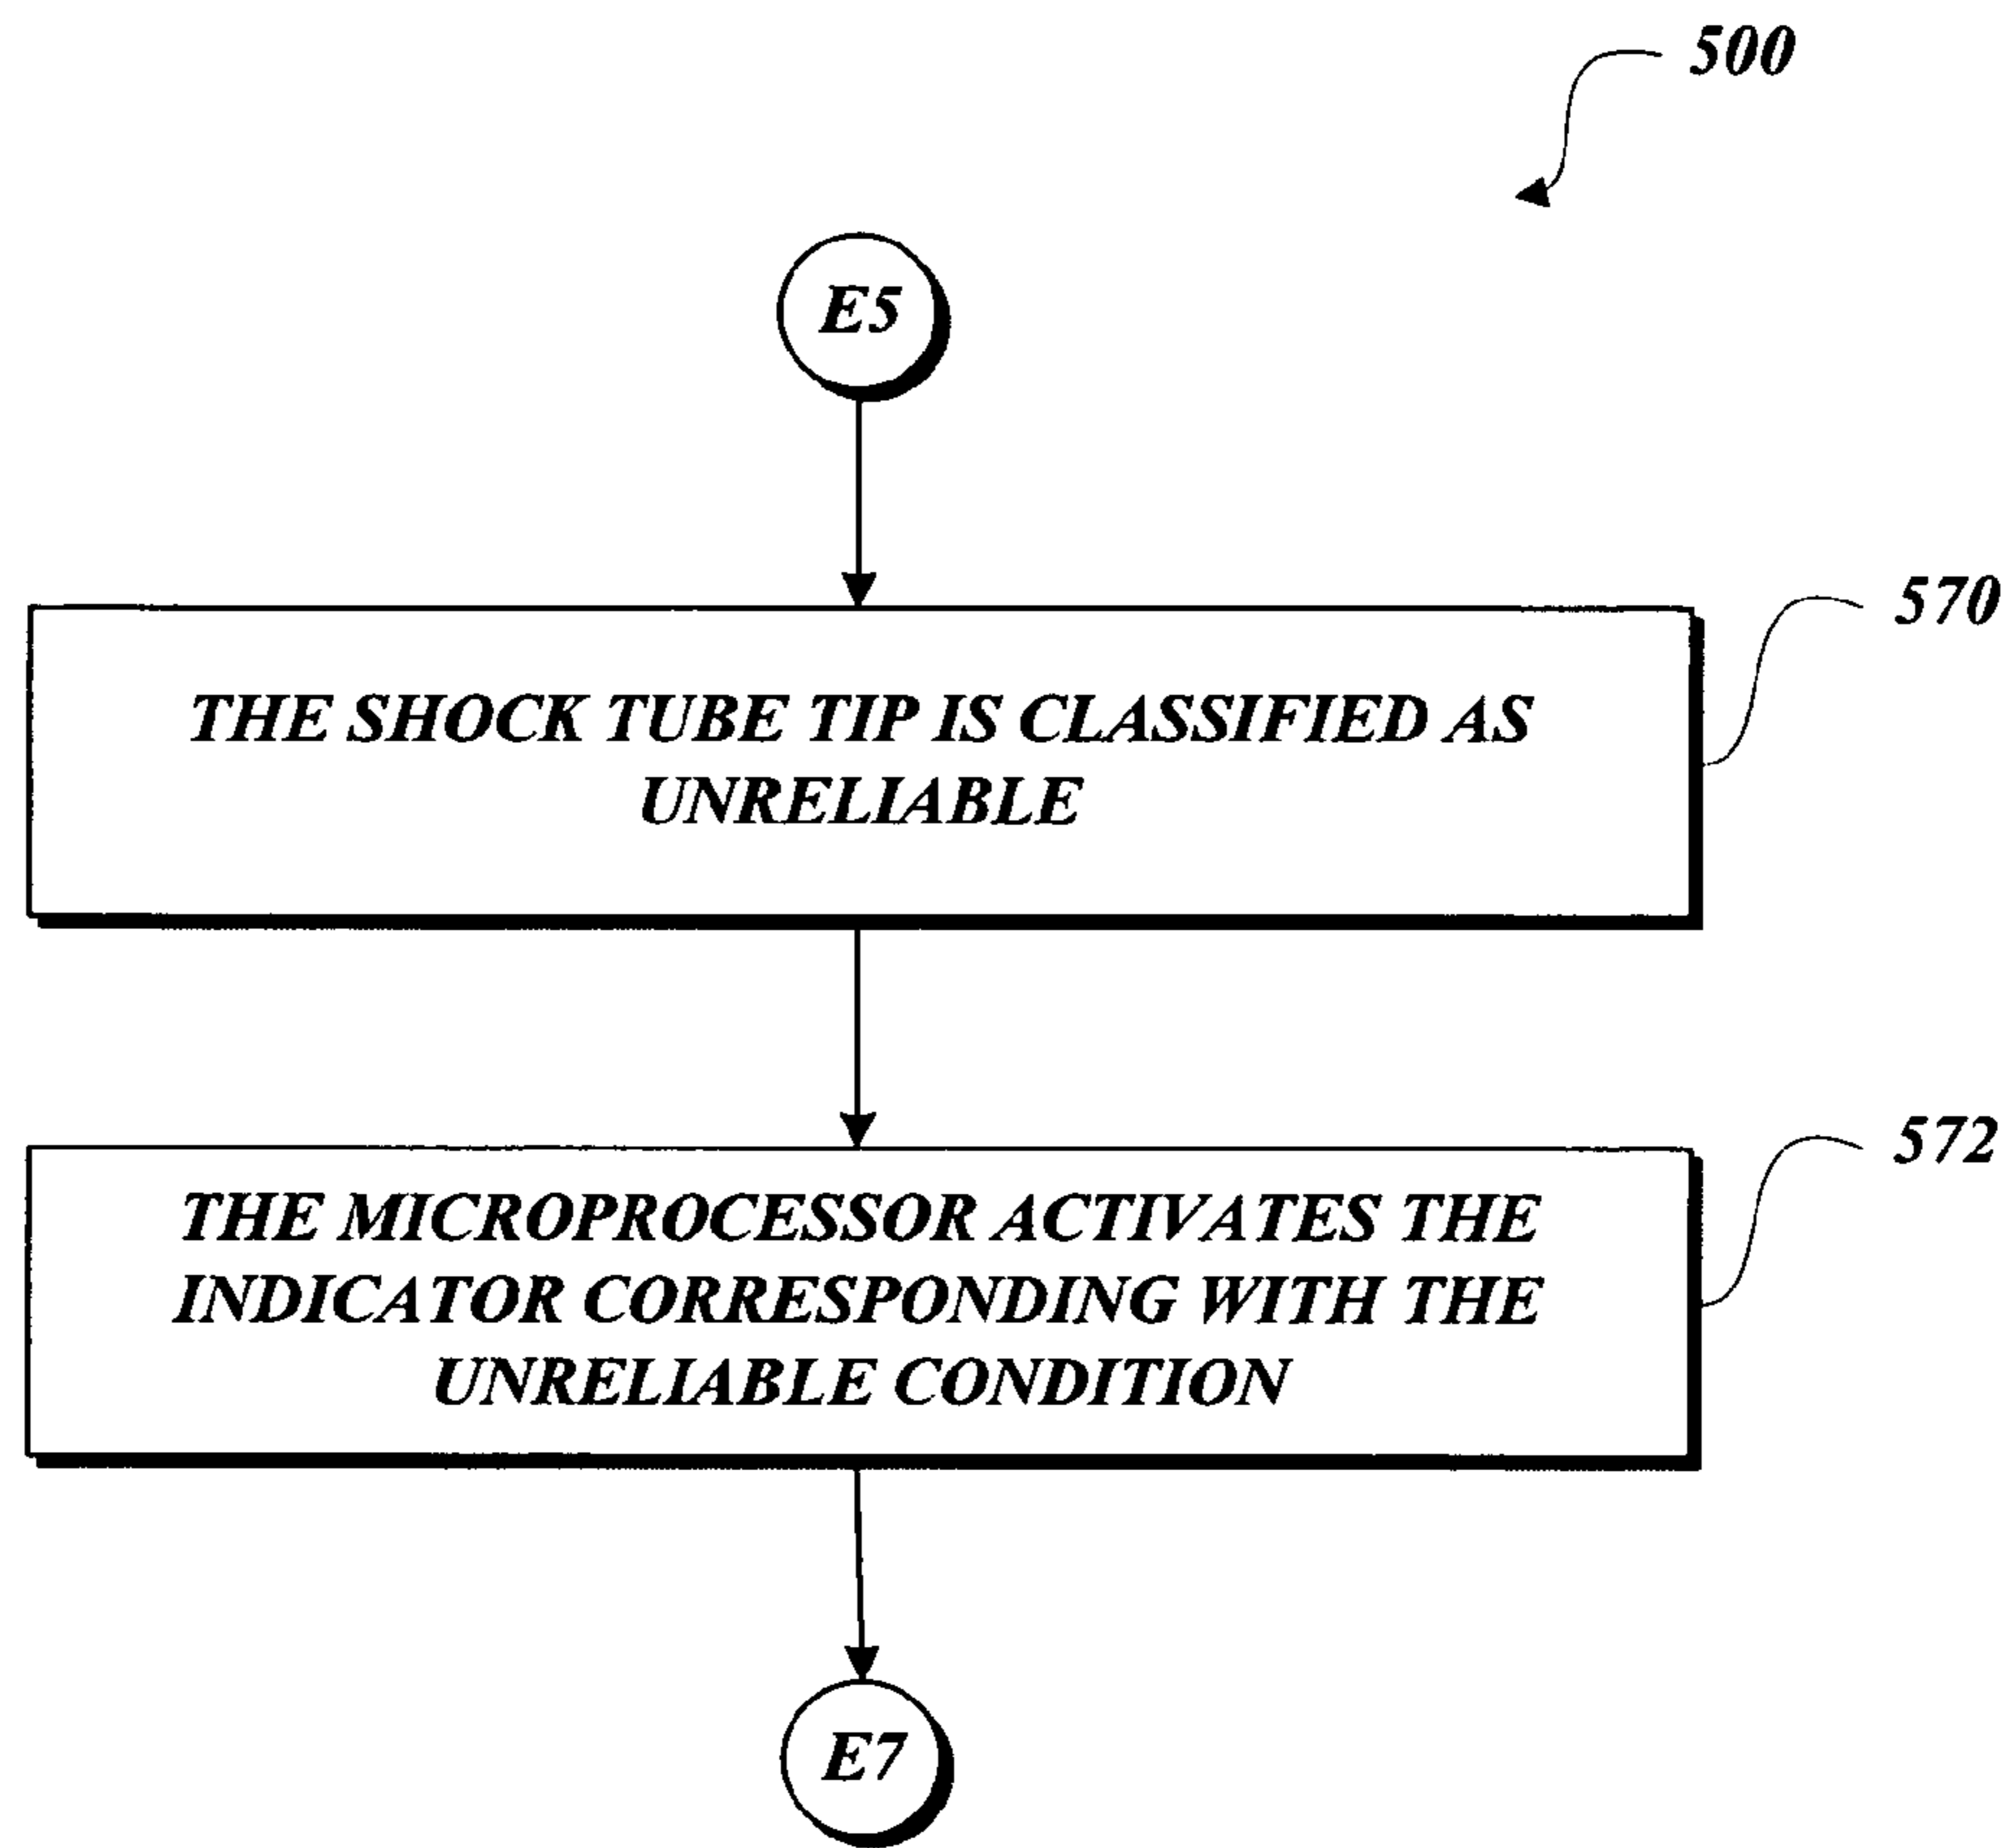 500
E5
570
THE SHOCK TUBE TIP IS CLASSIFIED AS
UNRELIABLE
572
THE MICROPROCESSOR ACTIVATES THE
INDICATOR CORRESPONDING WITH THE
UNRELIABLE CONDITION
E7